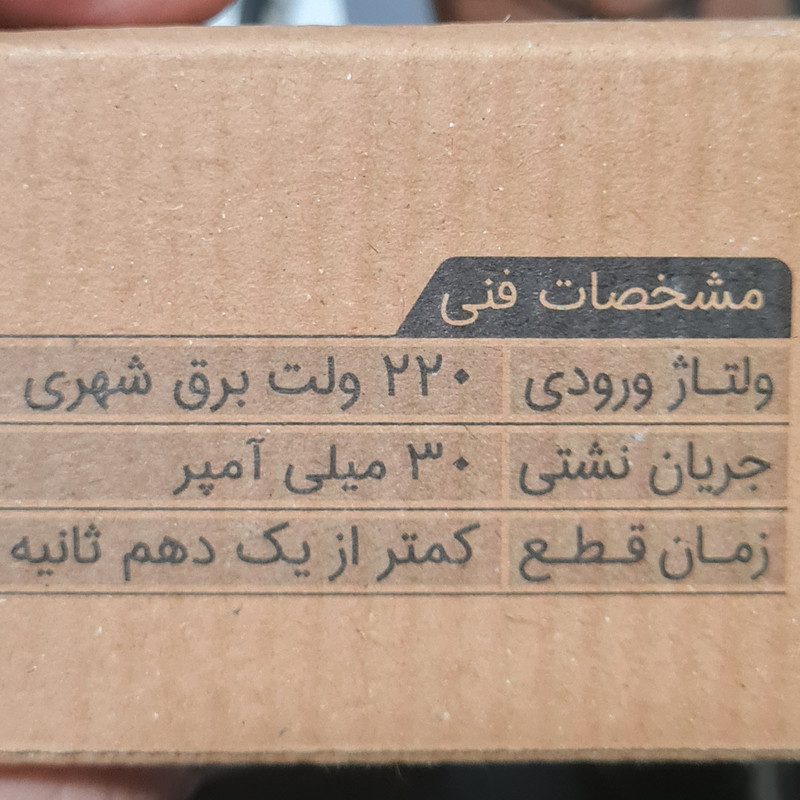 مشخصات فنی
ولتاژ ورودی ۲۲۰ ولت برق شهری
جریان نشتی ۳۰ میلی آمپر
زمان قطع کمتر از یک دهم ثانیه